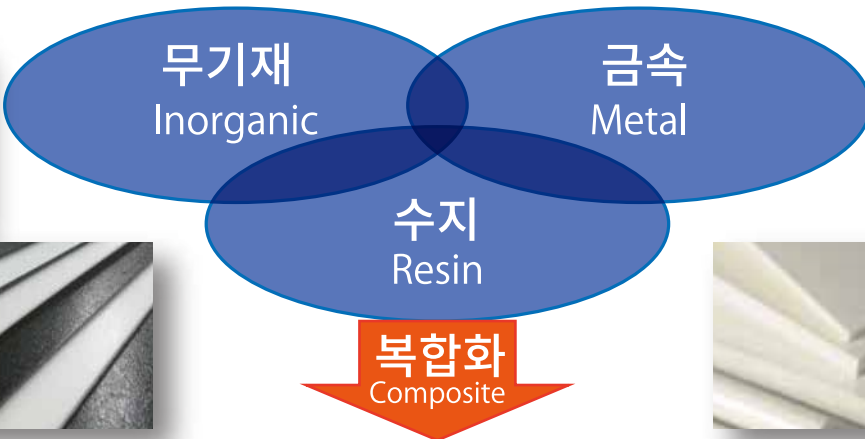 무기재
Inorganic
금속
Metal
수지
Resin
복합화
Composite